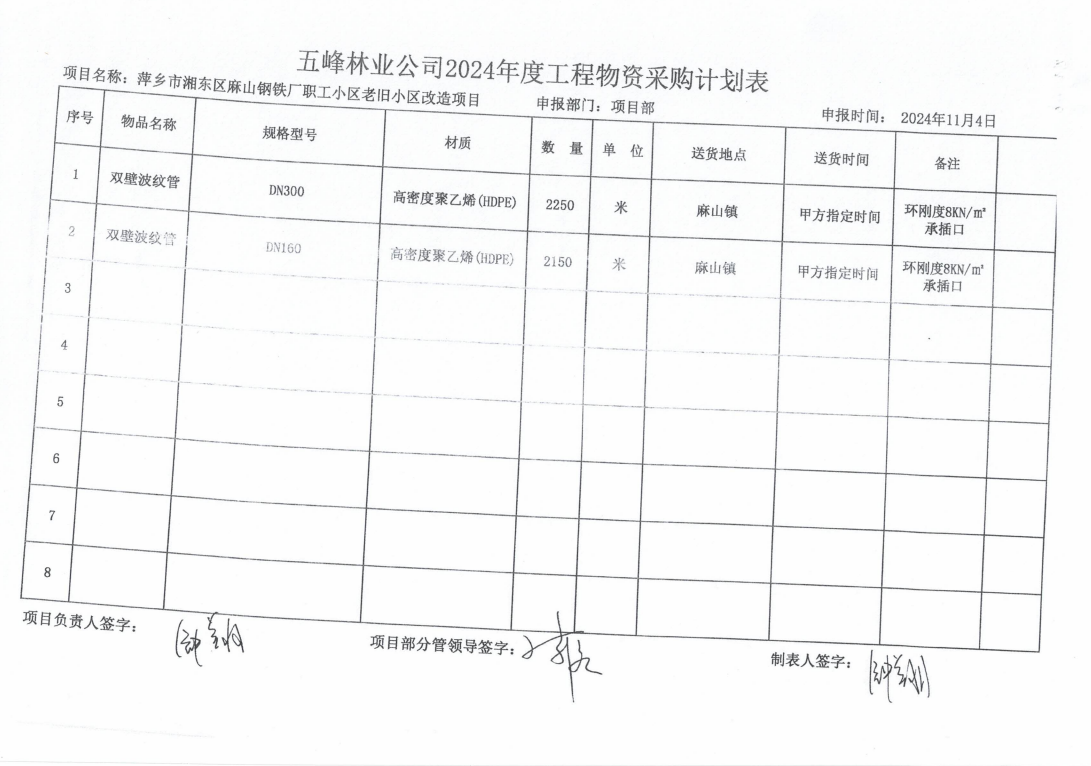 五峰林业公司2024年度工程物资采购计划表
项目名称：萍乡市湘东区麻山钢铁厂职工小区老旧小区改造项目 申报部门：项目部 申报时间： 2024年11月4日
序号 物品名称 规格型号 材质 数 量 单 位 送货地点 送货时间 备注
1 双壁波纹管 DN300 高密度聚乙烯(HDPE) 2250 米 麻山镇 甲方指定时间 环刚度8KN/㎡
承插口
2 双壁波纹管 DN160 高密度聚乙烯(HDPE) 2150 米 麻山镇 甲方指定时间 环刚度8KN/㎡
承插口
3
4
5
6
7
8
项目负责人签字： 项目部分管领导签字： 制表人签字：